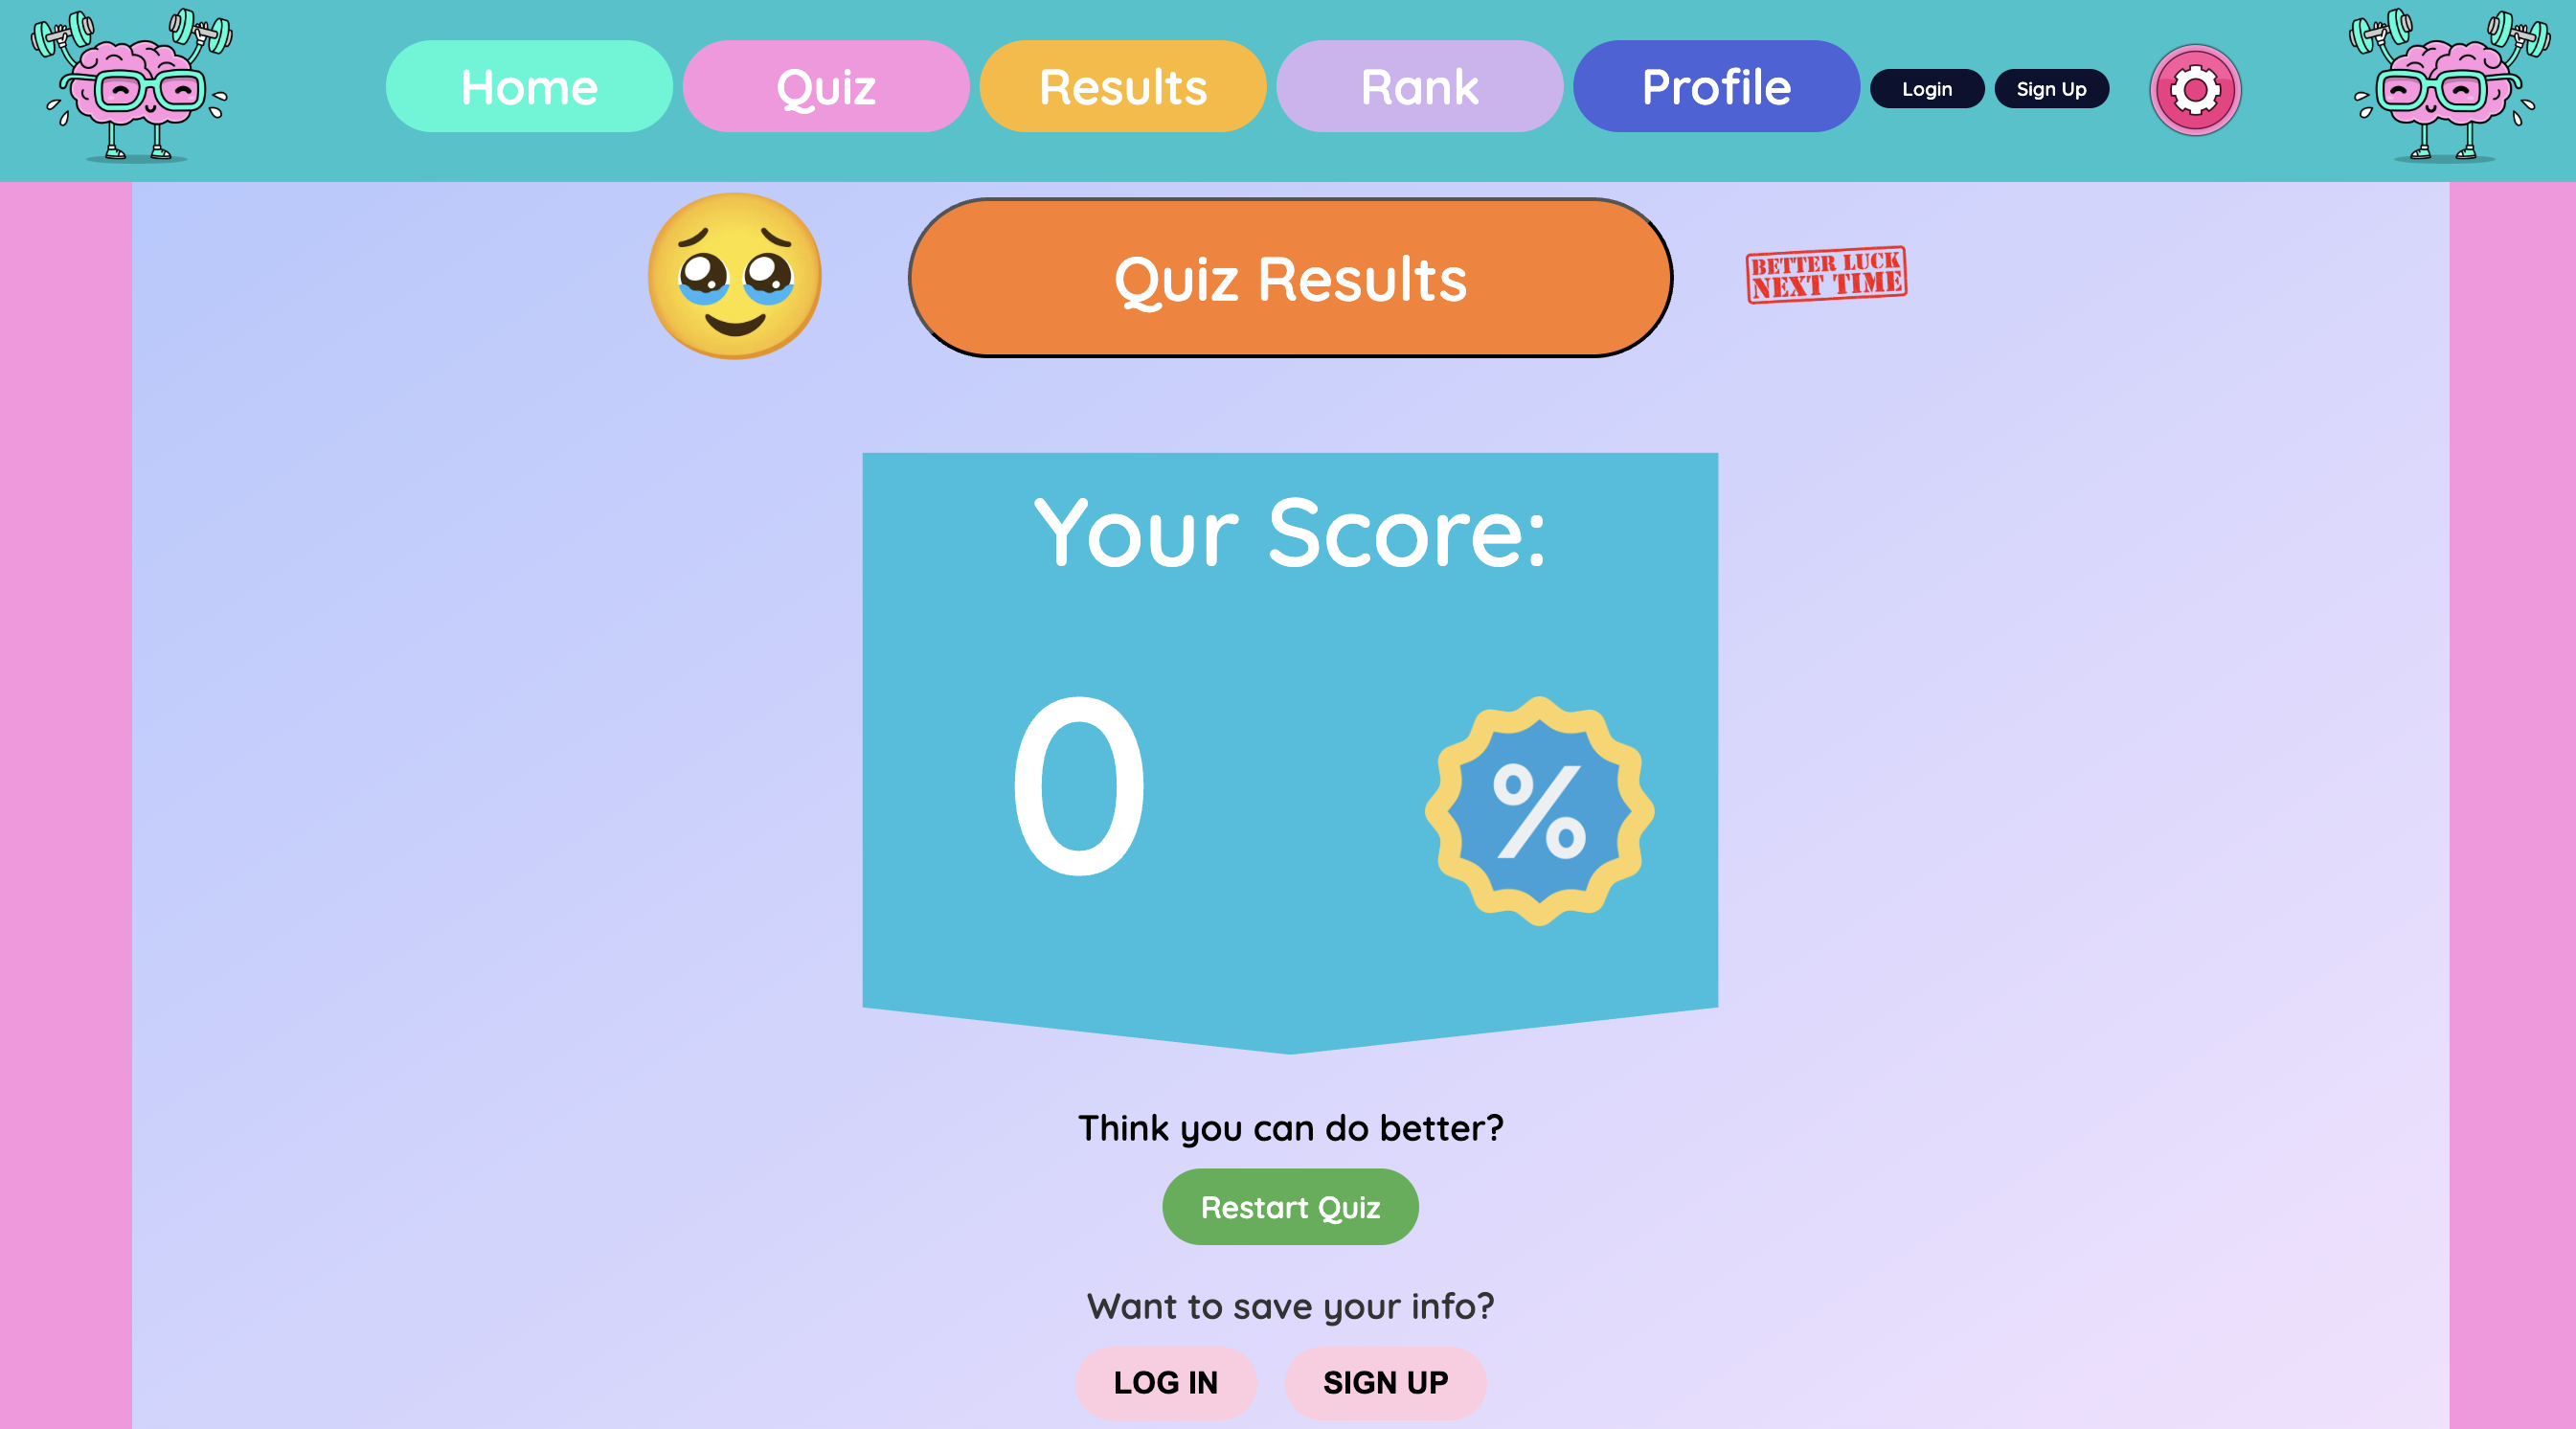 Home
Quiz
Results
Rank
Profile
Login
Sign Up
Quiz Results
BETTER LUCK
NEXT TIME
Your Score:
0
%
Think you can do better?
Restart Quiz
Want to save your info?
LOG IN
SIGN UP